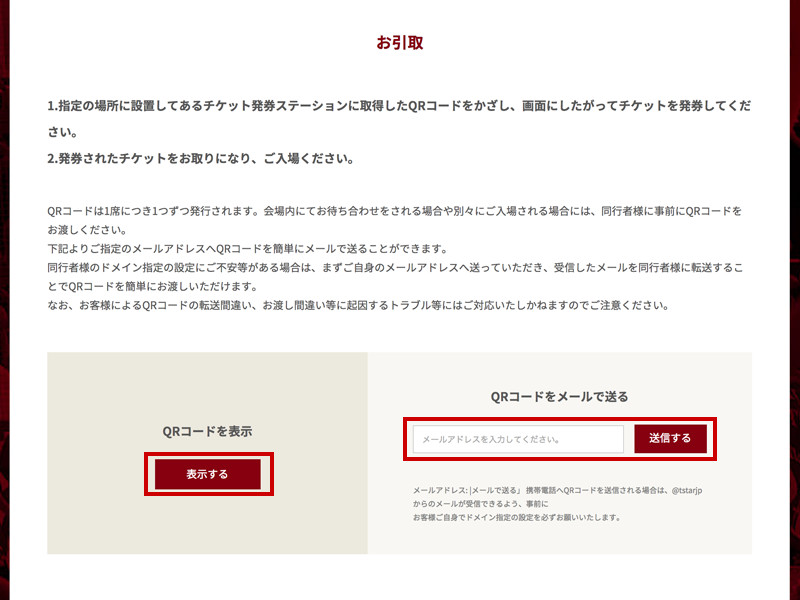 お引取
1.指定の場所に設置してあるチケット発券ステーションに取得したQRコードをかざし、画面にしたがってチケットを発券してくだ
さい。
2.発券されたチケットをお取りになり、ご入場ください。
QRコードは1席につき1つずつ発行されます。会場内にてお待ち合わせをされる場合や別々にご入場される場合には、同行者様に事前にQRコードを
お渡しください。
下記よりご指定のメールアドレスへQRコードを簡単にメールで送ることができます。
同行者様のドメイン指定の設定にご不安等がある場合は、まずご自身のメールアドレスへ送っていただき、受信したメールを同行者様に転送するこ
とでQRコードを簡単にお渡しいただけます。
なお、お客様によるQRコードの転送間違い、お渡し間違い等に起因するトラブル等にはご対応いたしかねますのでご注意ください。
QRコードを表示
表示する
QRコードをメールで送る
メールアドレスを入力してください。
送信する
メールアドレス: |メールで送る」 携帯電話へQRコードを送信される場合は、@tstarjp
からのメールが受信できるよう、事前に
お客様ご自身でドメイン指定の設定を必ずお願いいたします。